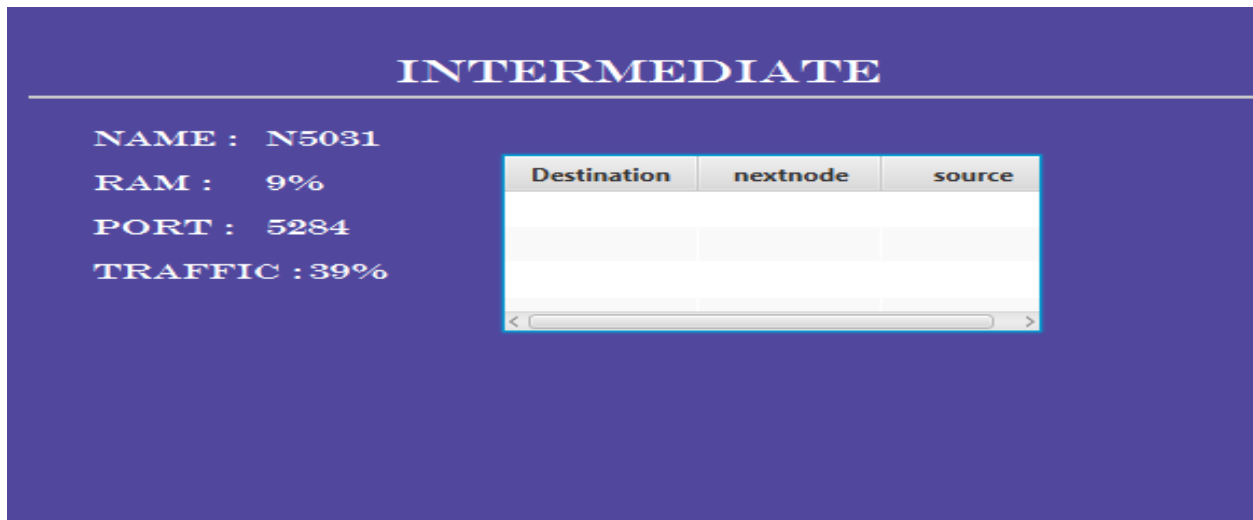 INTERMEDIATE
NAME : N5031
RAM : 9%
PORT : 5284
TRAFFIC :39%
Destination nextnode source